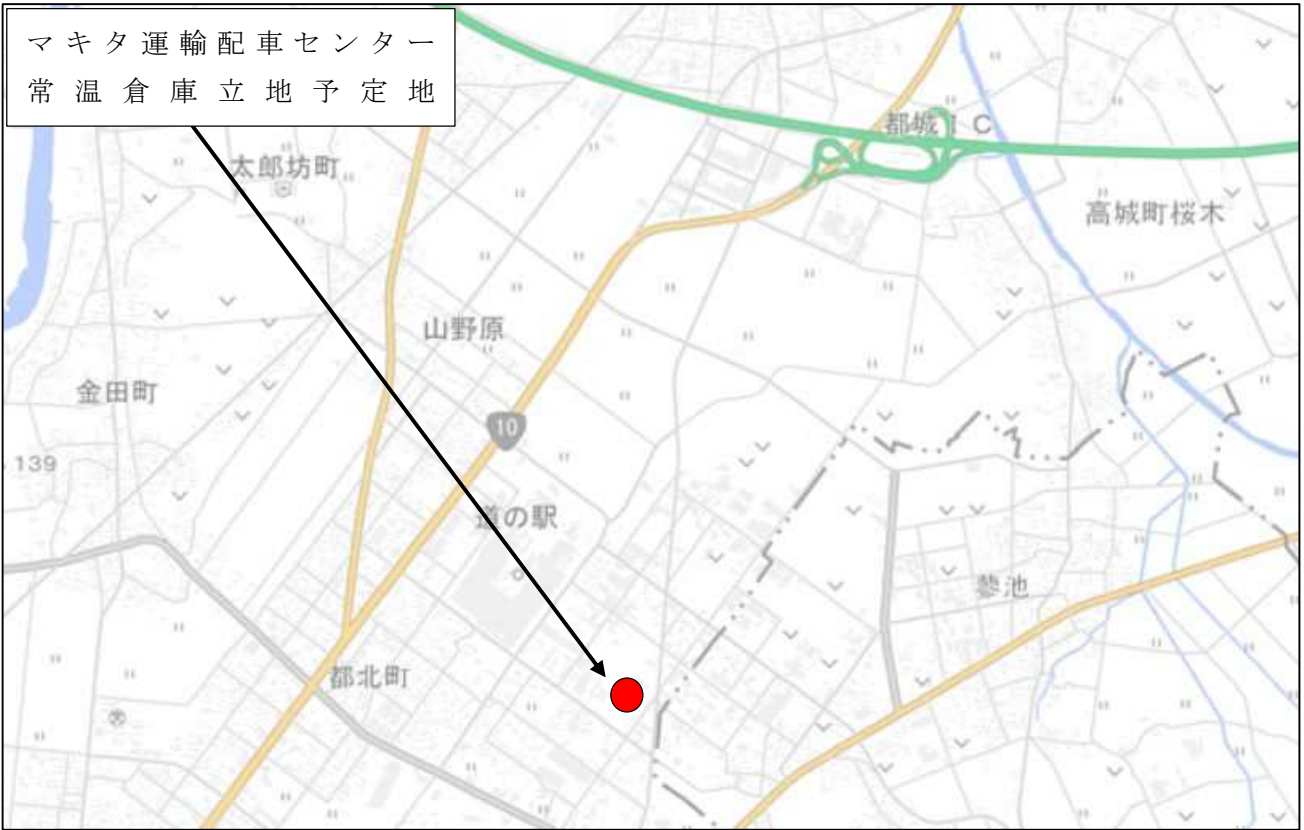 マキタ運輸配車センター
常温倉庫立地予定地
都城IC
太郎坊町
高城町桜木
山野原
金田町
10
139
道の駅
蓼池
都北町